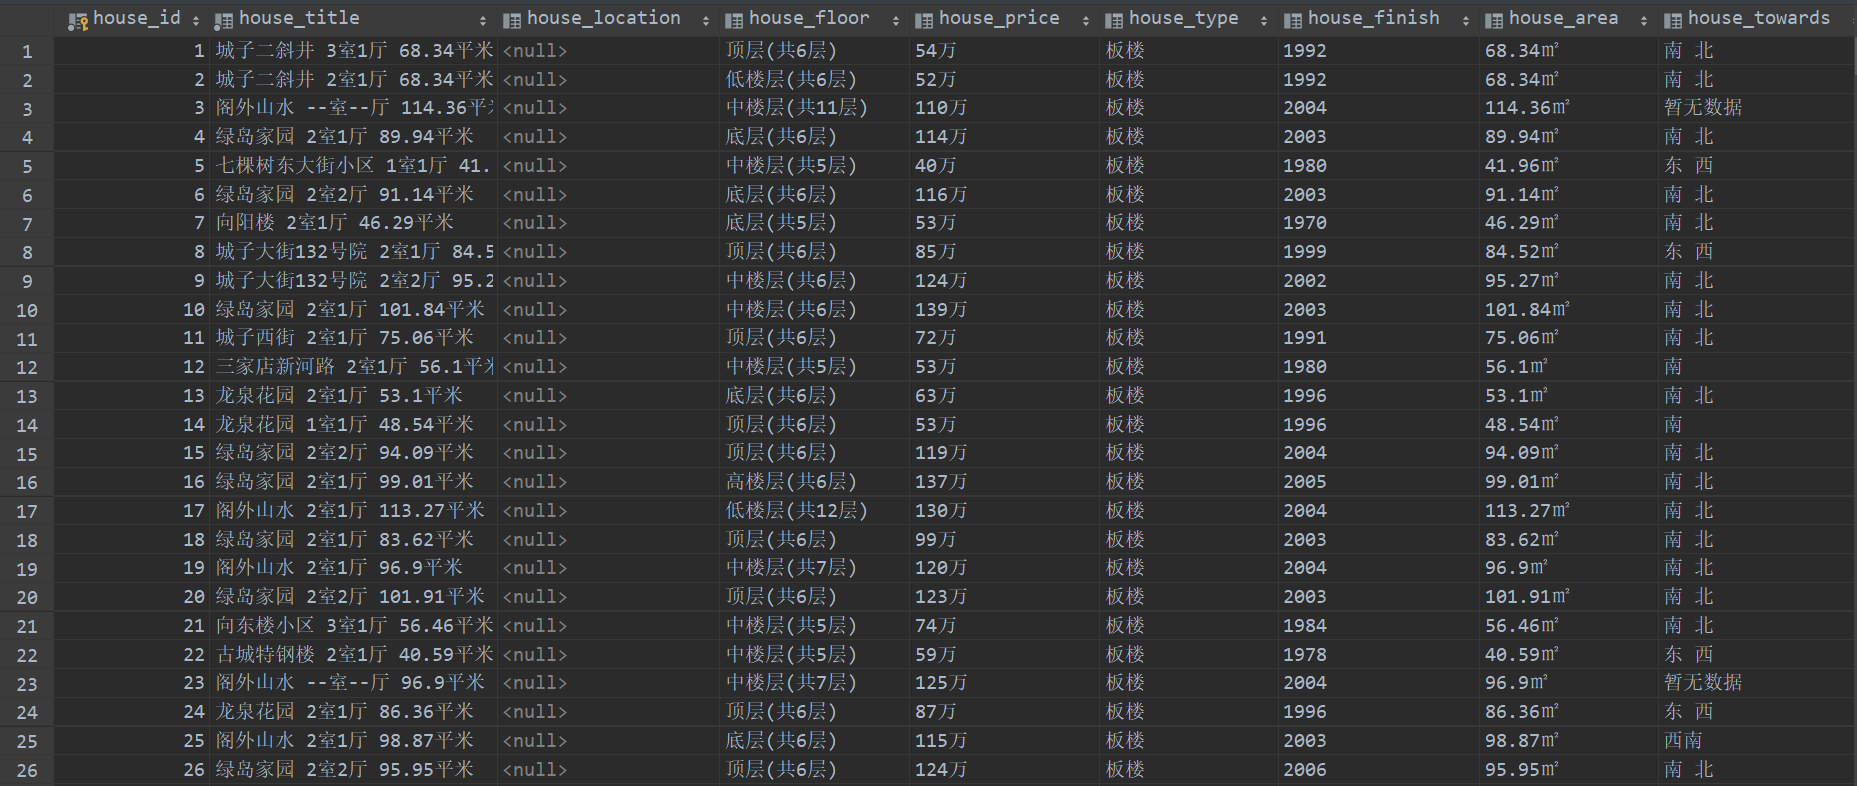 house_id house_title house_location house_floor house_price house_type house_finish house_area house_towards
1 1 城子二斜井 3室1厅 68.34平米 <null> 顶层(共6层) 54万 板楼 1992 68.34㎡ 南 北
2 2 城子二斜井 2室1厅 68.34平米 <null> 低楼层(共6层) 52万 板楼 1992 68.34㎡ 南 北
3 3 阁外山水 --室--厅 114.36平 <null> 中楼层(共11层) 110万 板楼 2004 114.36㎡ 暂无数据
4 4 绿岛家园 2室1厅 89.94平米 <null> 底层(共6层) 114万 板楼 2003 89.94㎡ 南 北
5 5 七棵树东大街小区 1室1厅 41. <null> 中楼层(共5层) 40万 板楼 1980 41.96㎡ 东 西
6 6 绿岛家园 2室2厅 91.14平米 <null> 底层(共6层) 116万 板楼 2003 91.14㎡ 南 北
7 7 向阳楼 2室1厅 46.29平米 <null> 底层(共5层) 53万 板楼 1970 46.29㎡ 南 北
8 8 城子大街132号院 2室1厅 84.5 <null> 顶层(共6层) 85万 板楼 1999 84.52㎡ 东 西
9 9 城子大街132号院 2室2厅 95.2 <null> 中楼层(共6层) 124万 板楼 2002 95.27㎡ 南 北
10 10 绿岛家园 2室1厅 101.84平米 <null> 中楼层(共6层) 139万 板楼 2003 101.84㎡ 南 北
11 11 城子西街 2室1厅 75.06平米 <null> 顶层(共6层) 72万 板楼 1991 75.06㎡ 南 北
12 12 三家店新河路 2室1厅 56.1平米 <null> 中楼层(共5层) 53万 板楼 1980 56.1㎡ 南
13 13 龙泉花园 2室1厅 53.1平米 <null> 底层(共6层) 63万 板楼 1996 53.1㎡ 南 北
14 14 龙泉花园 1室1厅 48.54平米 <null> 顶层(共6层) 53万 板楼 1996 48.54㎡ 南
15 15 绿岛家园 2室2厅 94.09平米 <null> 顶层(共6层) 119万 板楼 2004 94.09㎡ 南 北
16 16 绿岛家园 2室1厅 99.01平米 <null> 高楼层(共6层) 137万 板楼 2005 99.01㎡ 南 北
17 17 阁外山水 2室1厅 113.27平米 <null> 低楼层(共12层) 130万 板楼 2004 113.27㎡ 南 北
18 18 绿岛家园 2室1厅 83.62平米 <null> 顶层(共6层) 99万 板楼 2003 83.62㎡ 南 北
19 19 阁外山水 2室1厅 96.9平米 <null> 中楼层(共7层) 120万 板楼 2004 96.9㎡ 南 北
20 20 绿岛家园 2室2厅 101.91平米 <null> 顶层(共6层) 123万 板楼 2003 101.91㎡ 南 北
21 21 向东楼小区 3室1厅 56.46平米 <null> 中楼层(共5层) 74万 板楼 1984 56.46㎡ 南 北
22 22 古城特钢楼 2室1厅 40.59平米 <null> 中楼层(共5层) 59万 板楼 1978 40.59㎡ 东 西
23 23 阁外山水 --室--厅 96.9平米 <null> 中楼层(共7层) 125万 板楼 2004 96.9㎡ 暂无数据
24 24 龙泉花园 2室1厅 86.36平米 <null> 顶层(共6层) 87万 板楼 1996 86.36㎡ 东 西
25 25 阁外山水 2室1厅 98.87平米 <null> 底层(共6层) 115万 板楼 2003 98.87㎡ 西南
26 26 绿岛家园 2室2厅 95.95平米 <null> 顶层(共6层) 124万 板楼 2006 95.95㎡ 南 北